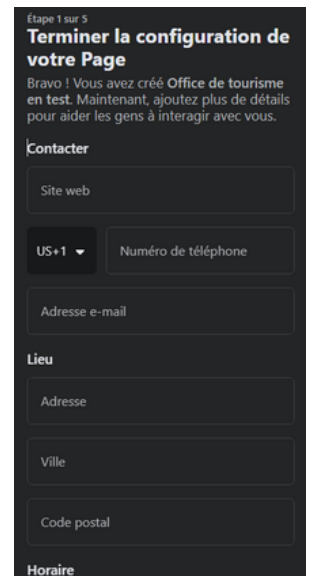 Étape 1 sur 5
Terminer la configuration de
votre Page
Bravo ! Vous avez créé Office de tourisme
en test. Maintenant, ajoutez plus de détails
pour aider les gens à interagir avec vous.
Contacter
Site web
US+1 Numéro de téléphone
Adresse e-mail
Lieu
Adresse
Ville
Code postal
Horaire